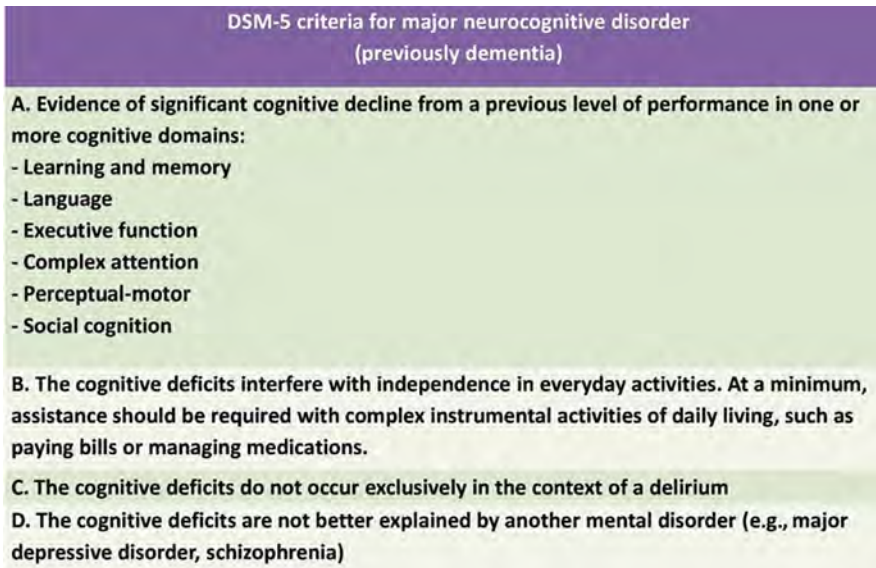 DSM-5 criteria for major neurocognitive disorder
(previously dementia)
A. Evidence of significant cognitive decline from a previous level of performance in one or
more cognitive domains:
- Learning and memory
- Language
- Executive function
- Complex attention
- Perceptual-motor
- Social cognition
B. The cognitive deficits interfere with independence in everyday activities. At a minimum,
assistance should be required with complex instrumental activities of daily living, such as
paying bills or managing medications.
C. The cognitive deficits do not occur exclusively in the context of a delirium
D. The cognitive deficits are not better explained by another mental disorder (e.g., major
depressive disorder, schizophrenia)